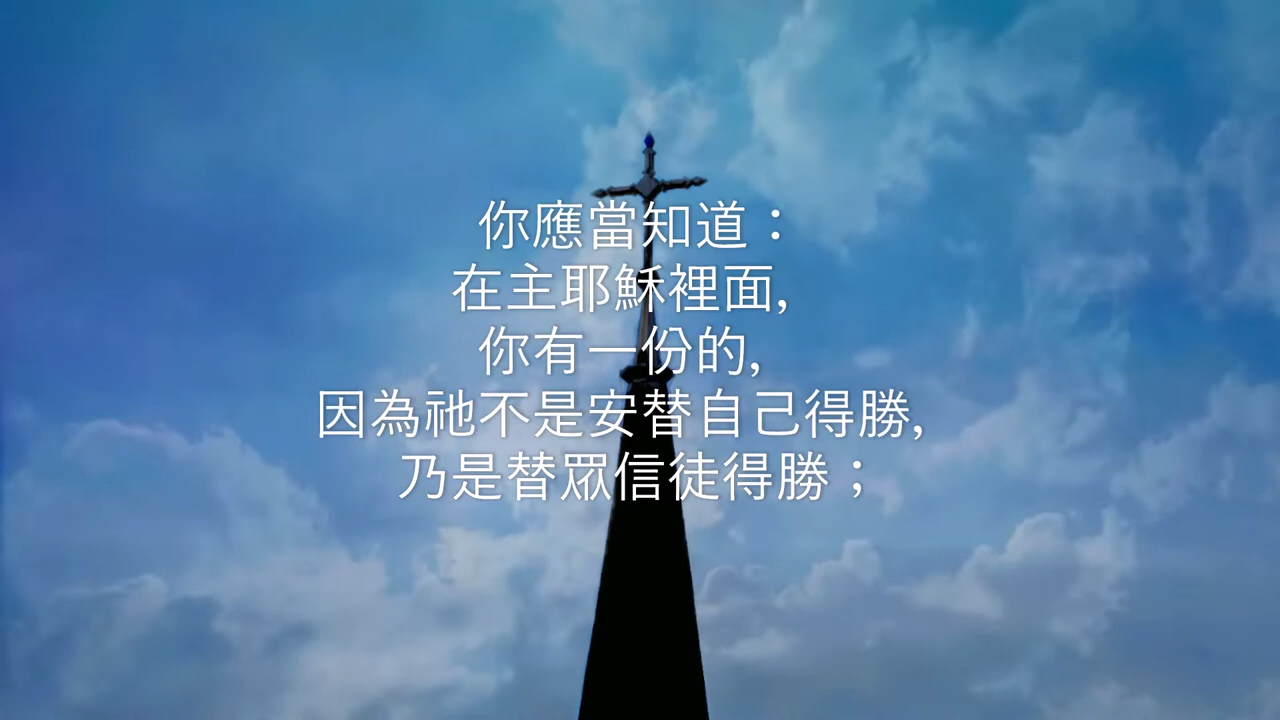 你應當知道：
在主耶穌裡面,
你有一份的,
因為祂不是安替自己得勝,
乃是替眾信徒得勝；